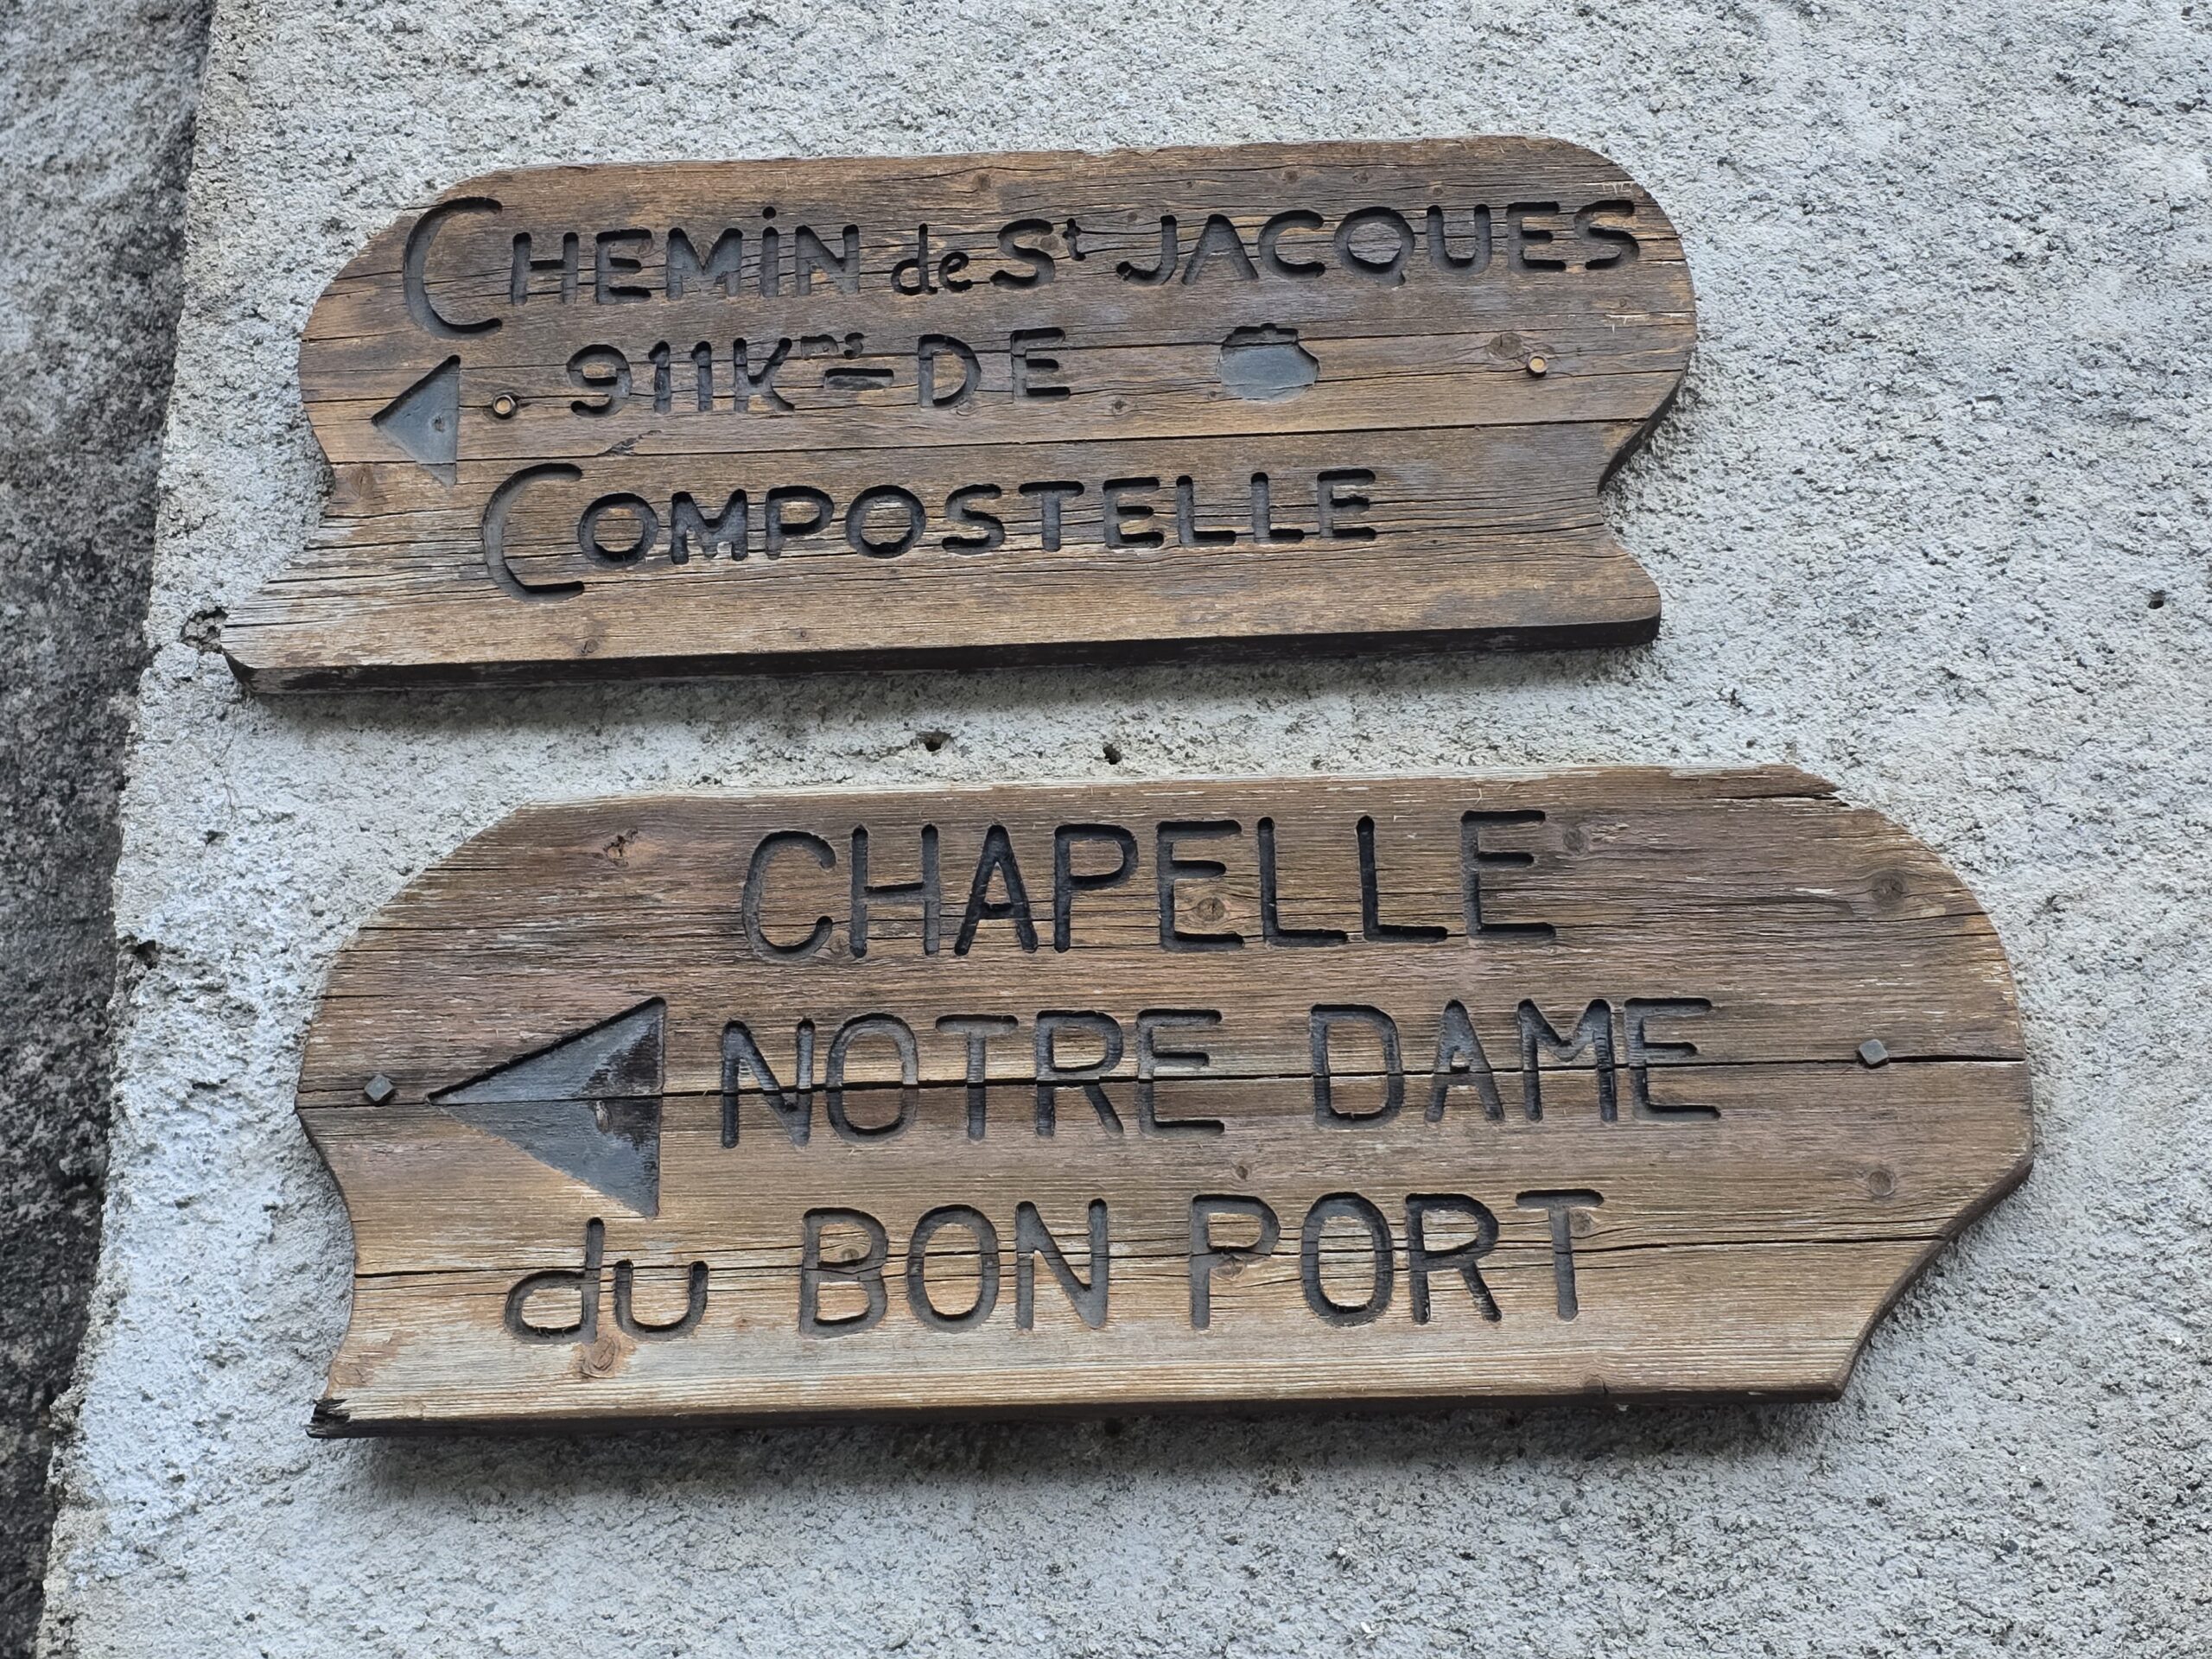 CHEMiN de St JACQUES
911Kms DE
COMPOSTELLE
CHAPELLE
NOTRE DAME
du BON PORT